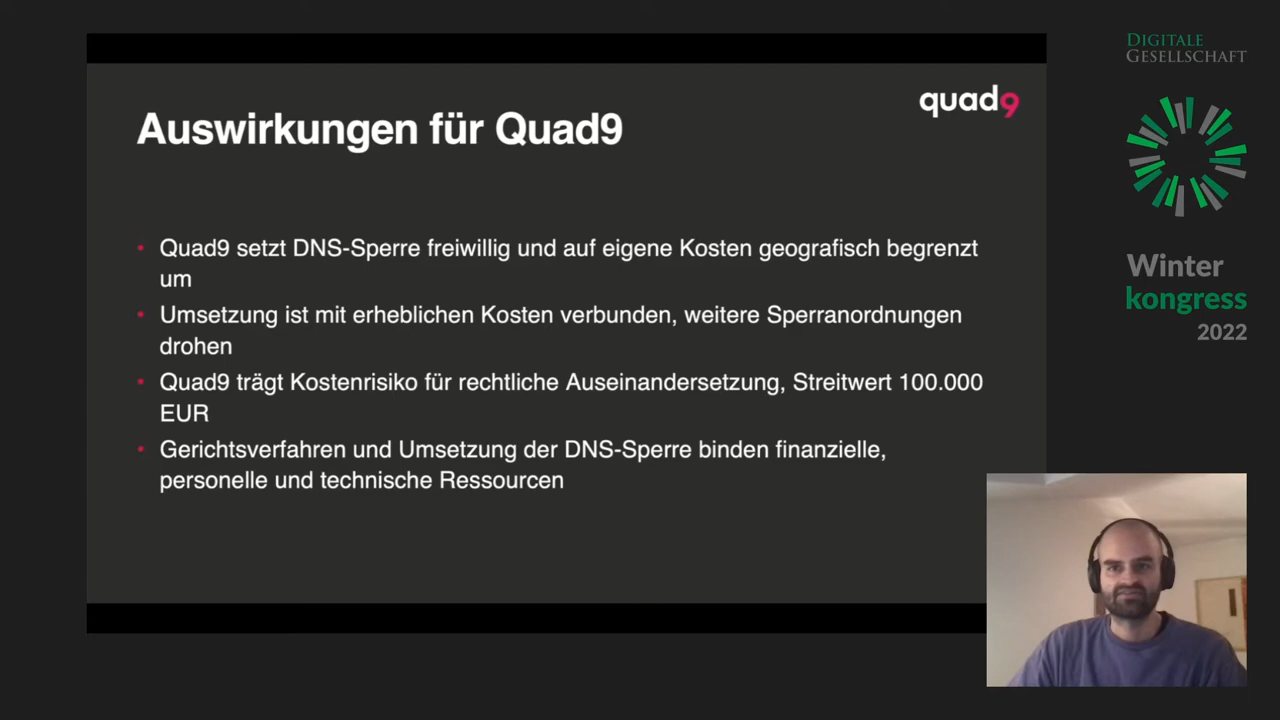 Auswirkungen für Quad9
quad9
• Quad9 setzt DNS-Sperre freiwillig und auf eigene Kosten geografisch begrenzt
um
• Umsetzung ist mit erheblichen Kosten verbunden, weitere Sperranordnungen
drohen
• Quad9 trägt Kostenrisiko für rechtliche Auseinandersetzung, Streitwert 100.000
EUR
• Gerichtsverfahren und Umsetzung der DNS-Sperre binden finanzielle,
personelle und technische Ressourcen
DIGITALE
GESELLSCHAFT
Winter
kongress
2022